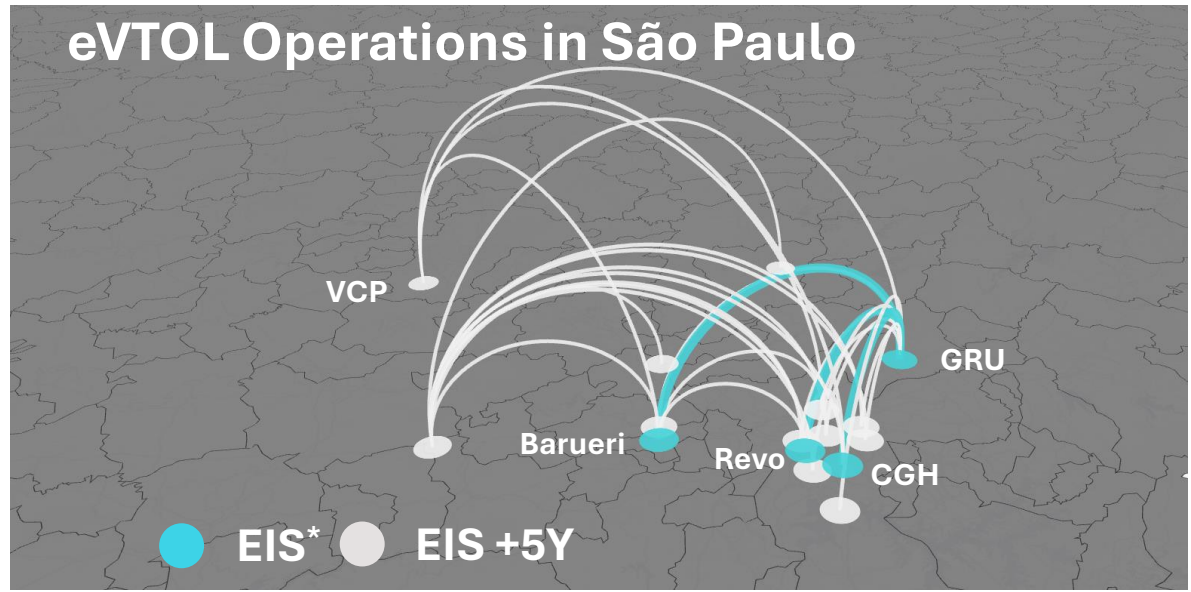 eVTOL Operations in São Paulo
VCP
GRU
Barueri
Revo
CGH
EIS*
EIS +5Y